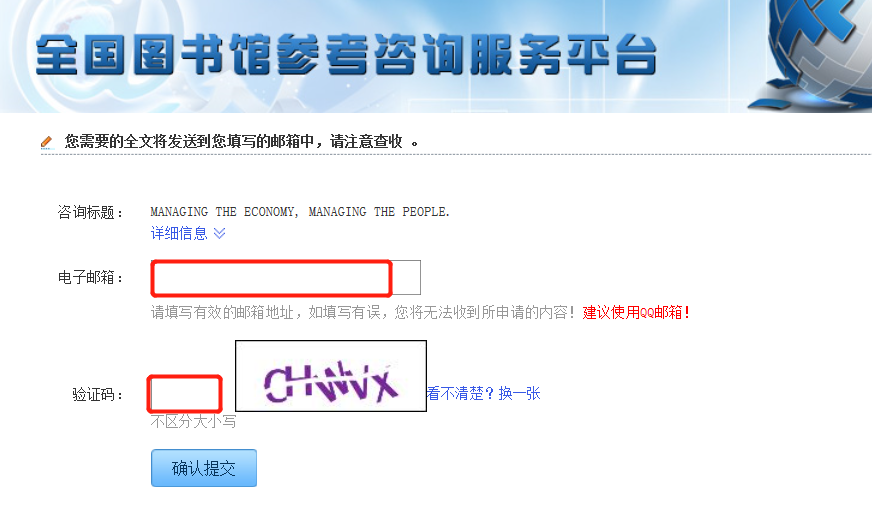 全国图书馆参考咨询服务平台
您需要的全文将发送到您填写的邮箱中，请注意查收 。
咨询标题： MANAGING THE ECONOMY, MANAGING THE PEOPLE.
详细信息
电子邮箱：
请填写有效的邮箱地址，如填写有误，您将无法收到所申请的内容！建议使用QQ邮箱！
验证码： 看不清楚？换一张
不区分大小写
确认提交